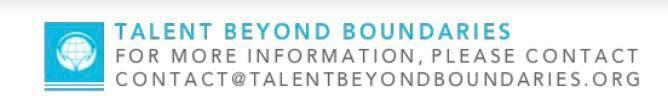 TALENT BEYOND BOUNDARIES
FOR MORE INFORMATION, PLEASE CONTACT
CONTACT@TALENTBEYONDBOUNDARIES.ORG